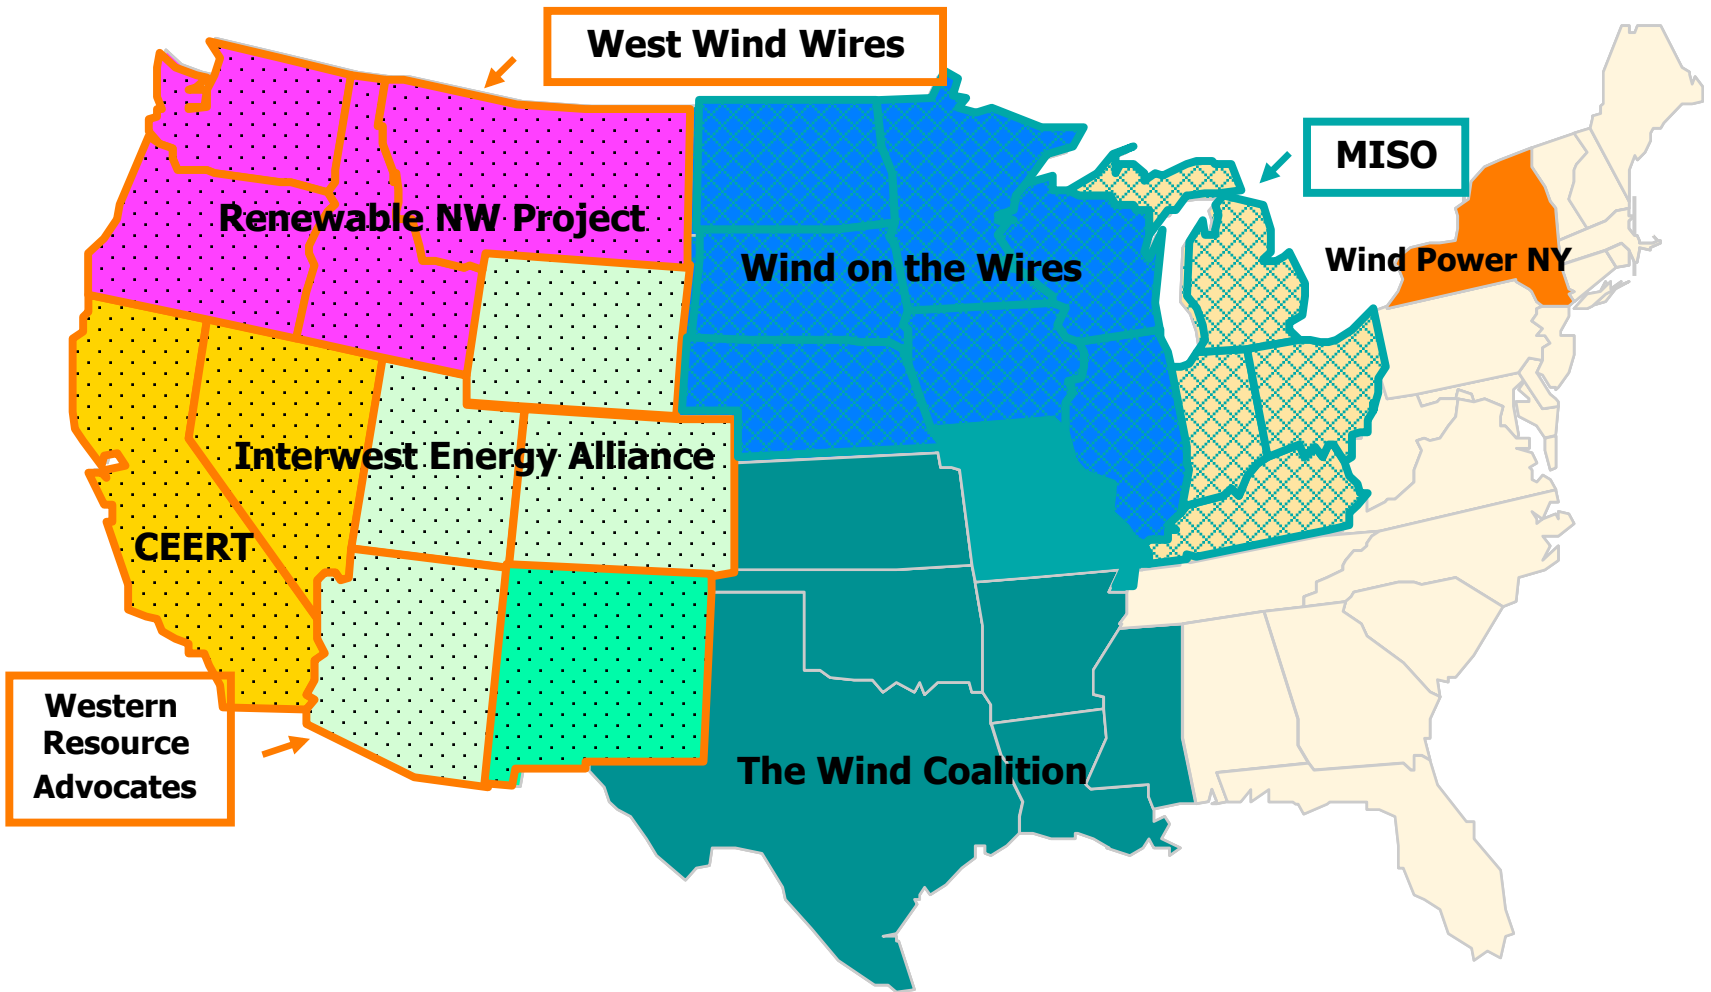 West Wind Wires
MISO
Renewable NW Project
Wind on the Wires
Wind Power NY
Interwest Energy Alliance
CEERT
Western
Resource
Advocates
The Wind Coalition